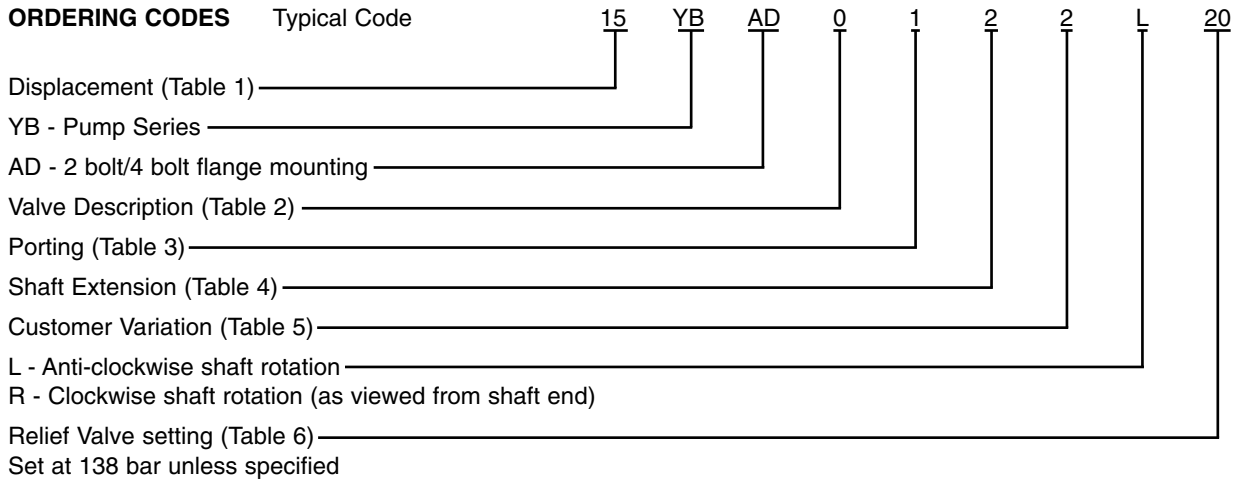 ORDERING CODES Typical Code 15 YB AD 0 1 2 2 L 20
Displacement (Table 1)
YB - Pump Series
AD - 2 bolt/4 bolt flange mounting
Valve Description (Table 2)
Porting (Table 3)
Shaft Extension (Table 4)
Customer Variation (Table 5)
L - Anti-clockwise shaft rotation
R - Clockwise shaft rotation (as viewed from shaft end)
Relief Valve setting (Table 6)
Set at 138 bar unless specified